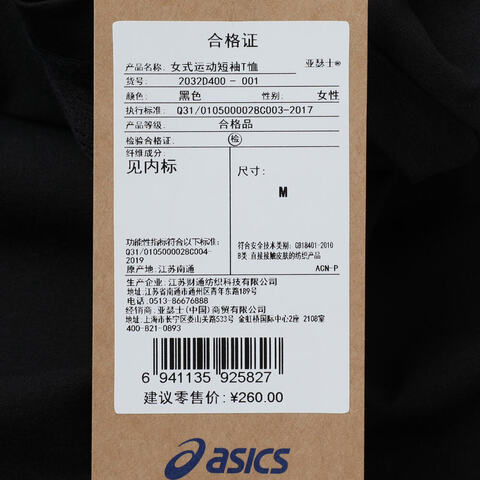 合格证
产品名称: 女式运动短袖T恤 亚瑟士®
货号: 2032D400 - 001
颜色: 黑色 性别: 女性
执行标准: Q31/0105000028C003-2017
产品等级: 合格品
检验合格证: 检
纤维成分:
见内标
尺寸:
M
功能性指标符合以下标准:
Q31/0105000028C004-
2019
原产地: 江苏南通
符合安全技术类别: GB18401-2010
B类:直接接触皮肤的纺织产品
ACN-P
生产企业: 江苏财通纺织科技有限公司
地址: 江苏省南通市通州区青年东路119号
电话: 0513-86676888
经销商: 亚瑟士(中国)商贸有限公司
地址:上海市长宁区娄山关路533号 金虹桥国际中心2座 2108室
400-821-0893
6 941135 925827
建议零售价: ¥260.00
asics